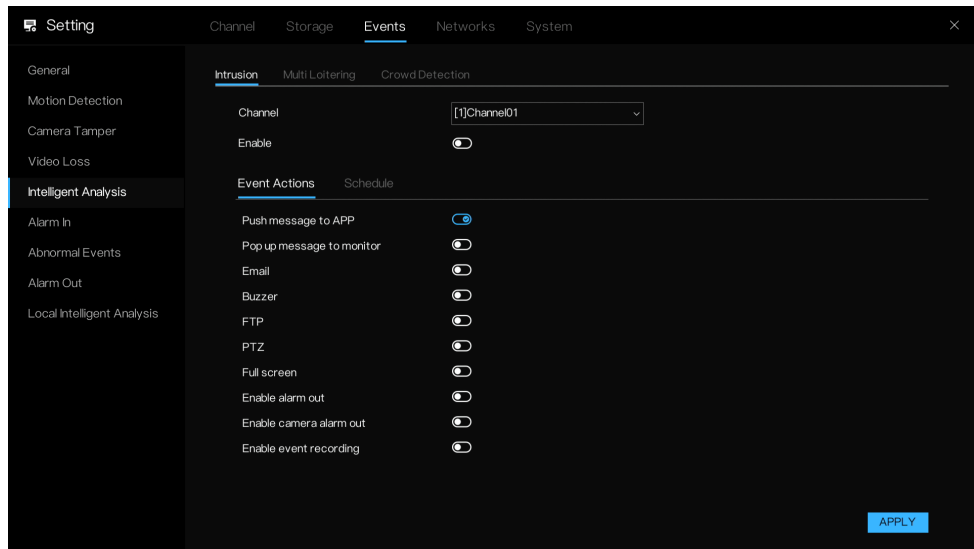 Setting
Channel Storage Events Networks System
General
Motion Detection
Camera Tamper
Video Loss
Intelligent Analysis
Alarm In
Abnormal Events
Alarm Out
Local Intelligent Analysis
Intrusion Multi Loitering Crowd Detection
Channel [1]Channel01
Enable
Event Actions Schedule
Push message to APP
Pop up message to monitor
Email
Buzzer
FTP
PTZ
Full screen
Enable alarm out
Enable camera alarm out
Enable event recording
APPLY